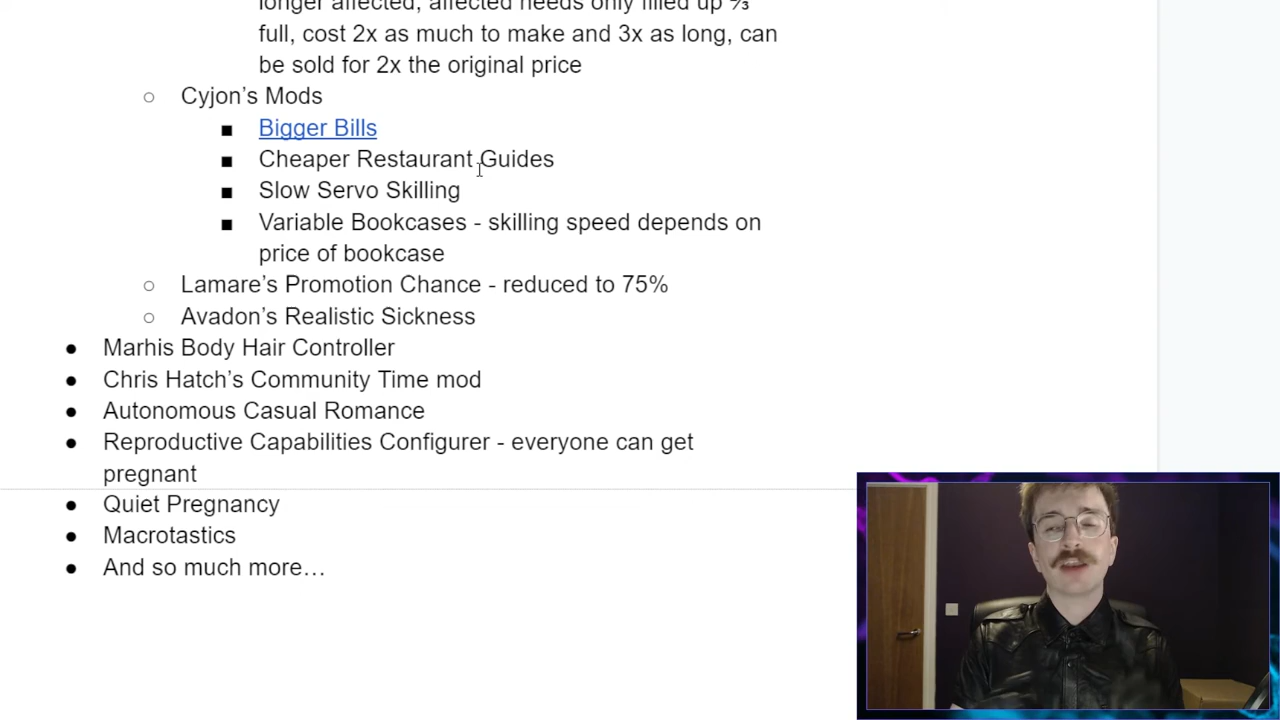 longer affected, affected needs only filled up ⅔
full, cost 2x as much to make and 3x as long, can
be sold for 2x the original price
Cyjon’s Mods
Bigger Bills
Cheaper Restaurant Guides
Slow Servo Skilling
Variable Bookcases - skilling speed depends on
price of bookcase
Lamare’s Promotion Chance - reduced to 75%
Avadon’s Realistic Sickness
Marhis Body Hair Controller
Chris Hatch’s Community Time mod
Autonomous Casual Romance
Reproductive Capabilities Configurer - everyone can get
pregnant
Quiet Pregnancy
Macrotastics
And so much more…